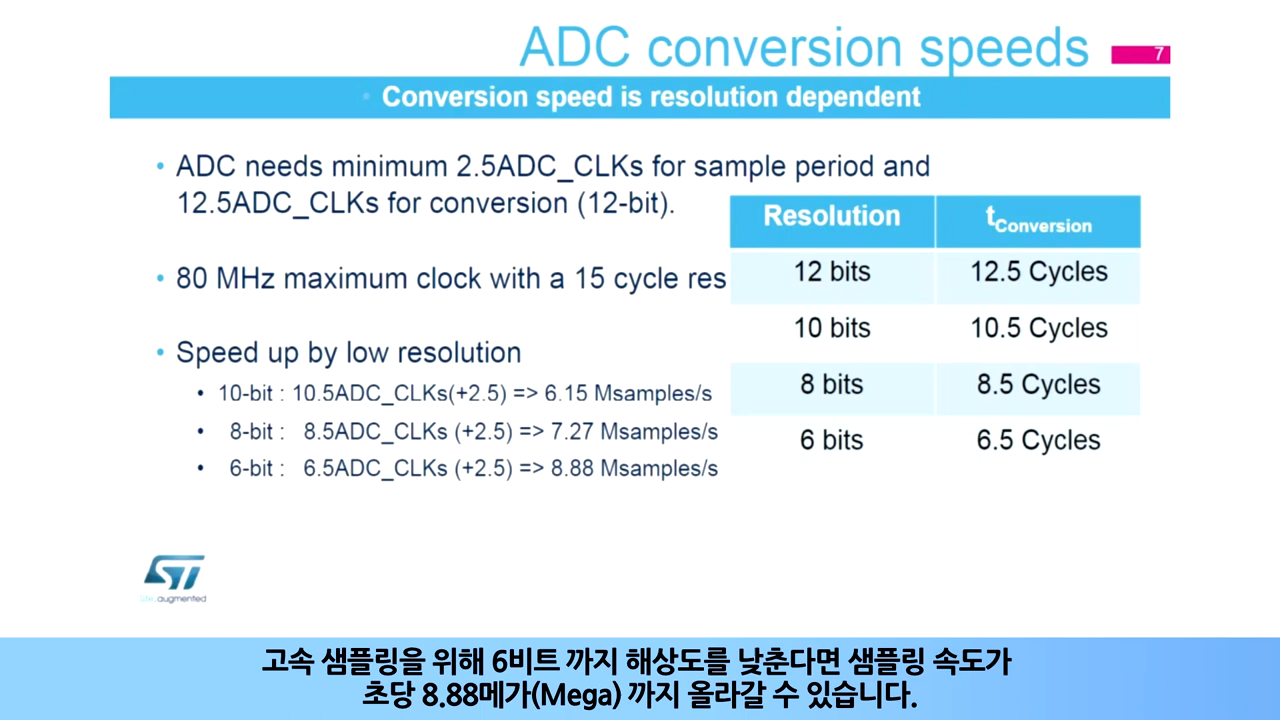 ADC conversion speeds
7
Conversion speed is resolution dependent
• ADC needs minimum 2.5ADC_CLKs for sample period and
12.5ADC_CLKs for conversion (12-bit).
• 80 MHz maximum clock with a 15 cycle res
• Speed up by low resolution
• 10-bit : 10.5ADC_CLKs(+2.5) => 6.15 Msamples/s
• 8-bit : 8.5ADC_CLKs (+2.5) => 7.27 Msamples/s
• 6-bit : 6.5ADC_CLKs (+2.5) => 8.88 Msamples/s
Resolution tConversion
12 bits 12.5 Cycles
10 bits 10.5 Cycles
8 bits 8.5 Cycles
6 bits 6.5 Cycles
ST
life.augmented
고속 샘플링을 위해 6비트 까지 해상도를 낮춘다면 샘플링 속도가
초당 8.88메가(Mega) 까지 올라갈 수 있습니다.